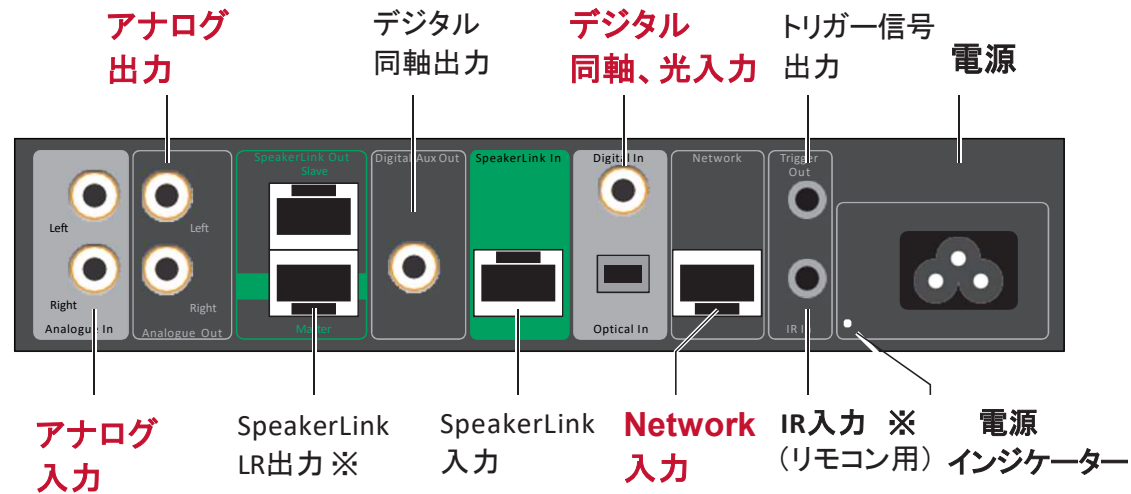 アナログ
出力
デジタル
同軸出力
デジタル
同軸、光入力
トリガー信号
出力
電源
SpeakerLink Out
Slave
Digital Aux Out
SpeakerLink In
Digital In
Network
Trigger
Out
Left
Left
Right
Right
Analogue In
Analogue Out
Master
Optical In
IR In
アナログ
入力
SpeakerLink
LR出力 ※
SpeakerLink
入力
Network
入力
IR入力 ※
（リモコン用）
電源
インジケーター